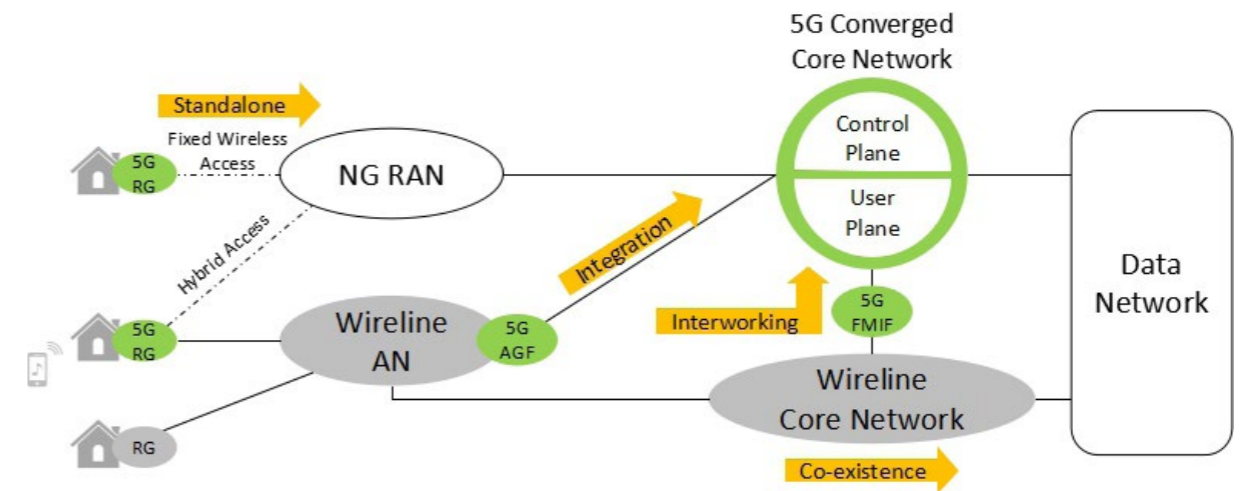 5G Converged
Core Network
Standalone
Fixed Wireless
Access
5G
RG
NG RAN
Control
Plane
User
Plane
Hybrid Access
Integration
Data
Network
5G
RG
Wireline
AN
5G
AGF
Interworking
5G
FMIF
Wireline
Core Network
RG
Co-existence